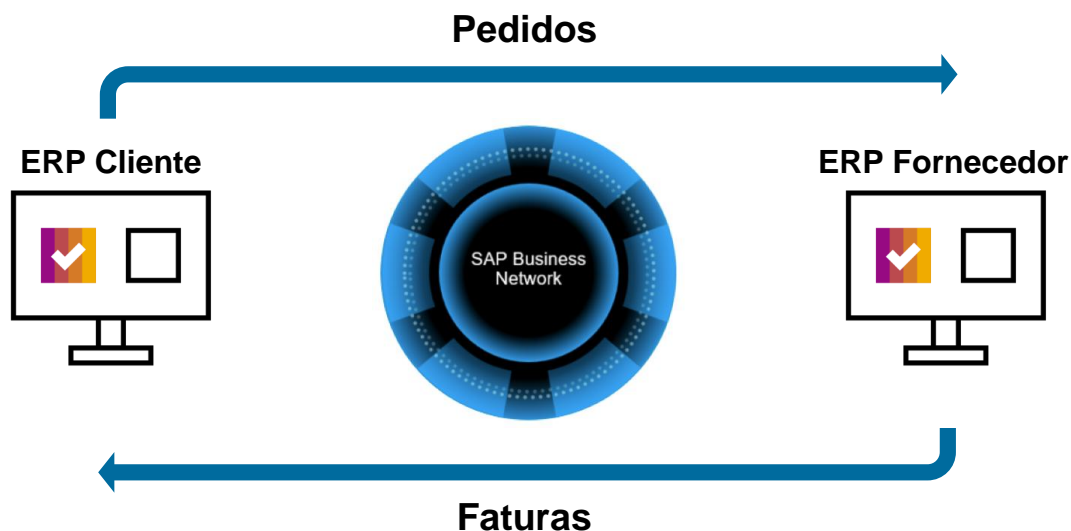 Pedidos
ERP Cliente
ERP Fornecedor
SAP Business
Network
Faturas